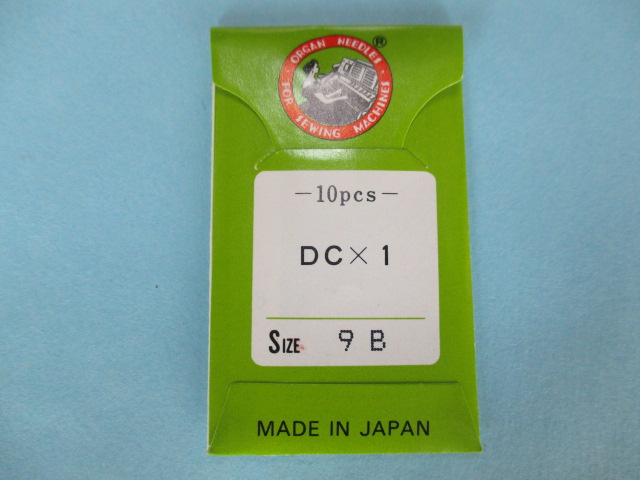 ORGAN NEEDLES ®
FOR SEWING MACHINES
-10pcs-
DC×1
SIZE 9 B
MADE IN JAPAN